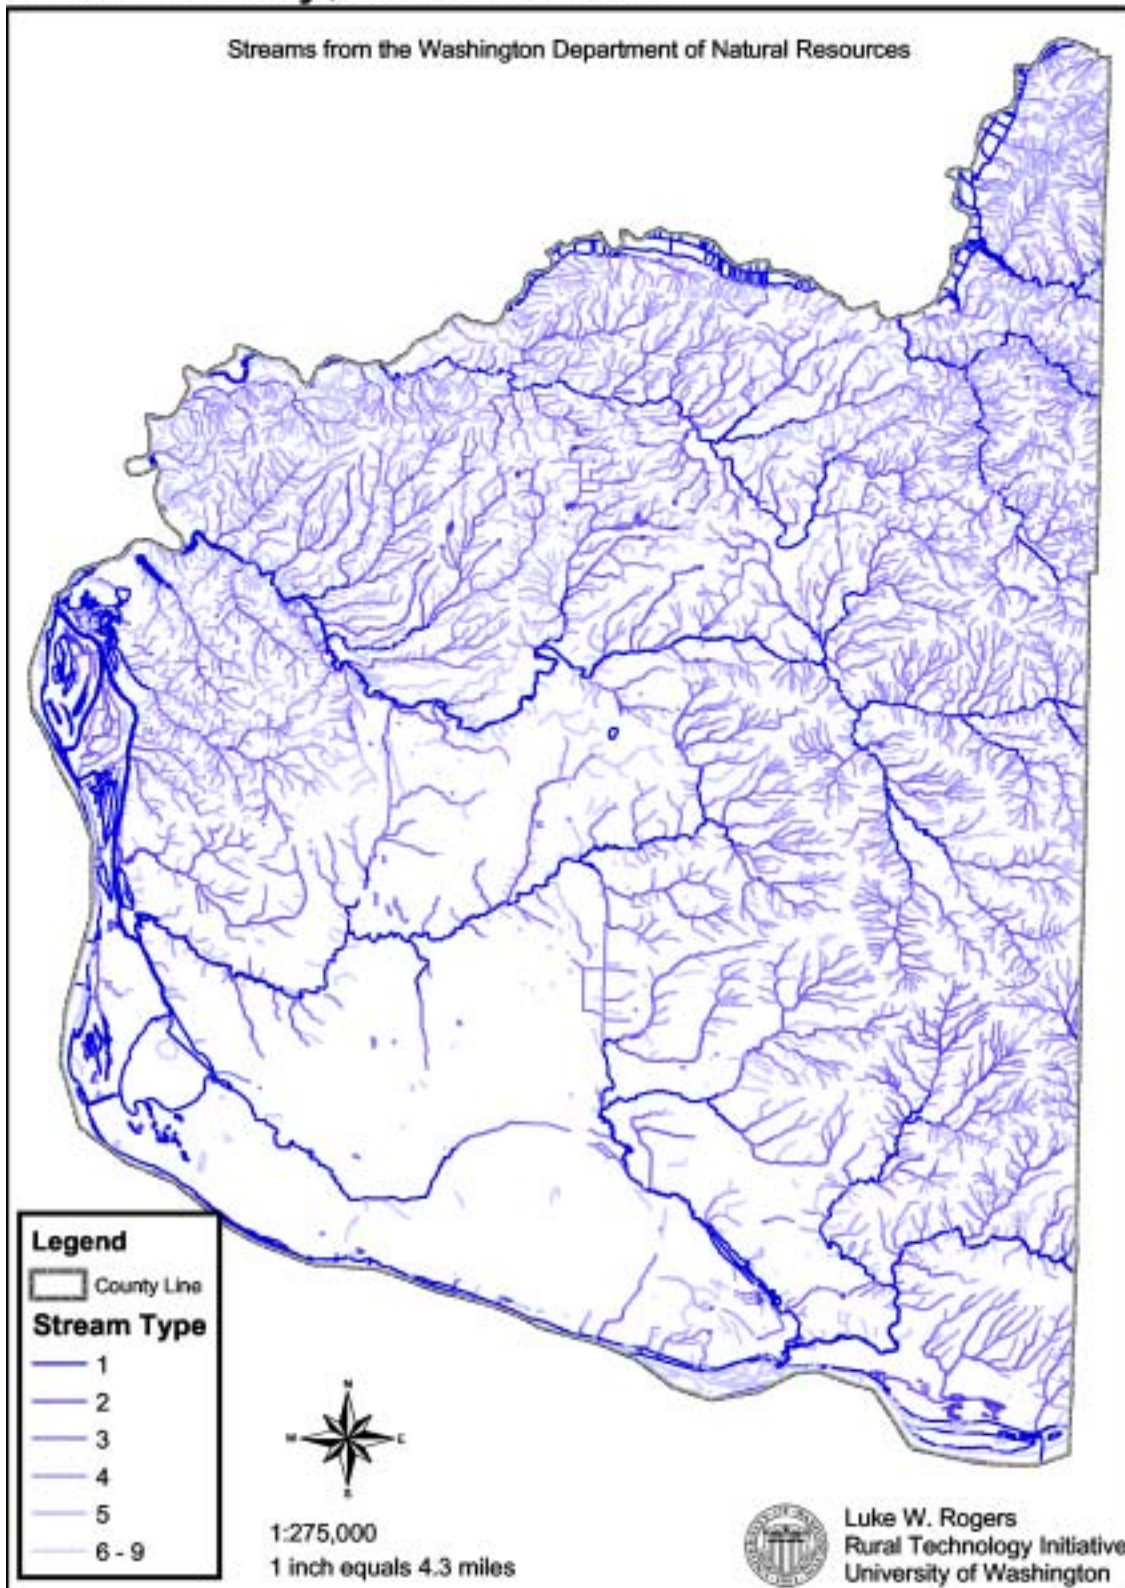 Streams from the Washington Department of Natural Resources
Legend
County Line
Stream Type
1
2
3
4
5
6 - 9
N
W
E
S
1:275,000
1 inch equals 4.3 miles
Luke W. Rogers
Rural Technology Initiative
University of Washington